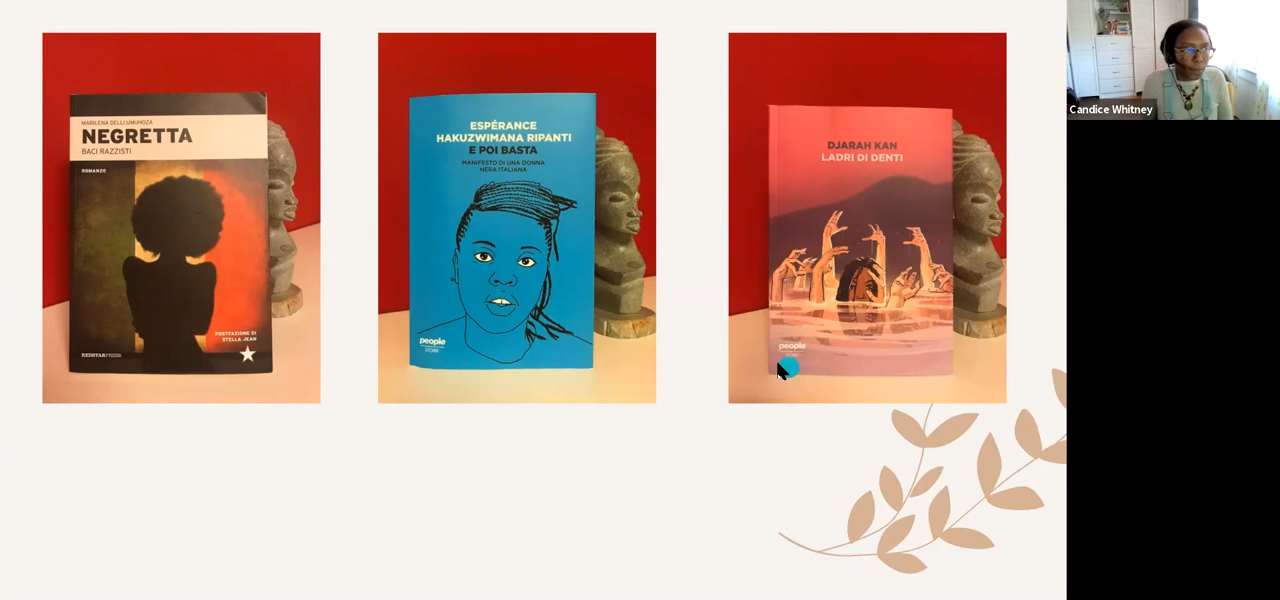 MARILENA DELLI UMUHOZA
NEGRETTA
BACI RAZZISTI
ROMANZO
POSTFAZIONE DI
STELLA JEAN
REDSTARPRESS
ESPÉRANCE
HAKUZWIMANA RIPANTI
E POI BASTA
MANIFESTO DI UNA DONNA
NERA ITALIANA
people
DJARAH KAN
LADRI DI DENTI
people
Candice Whitney